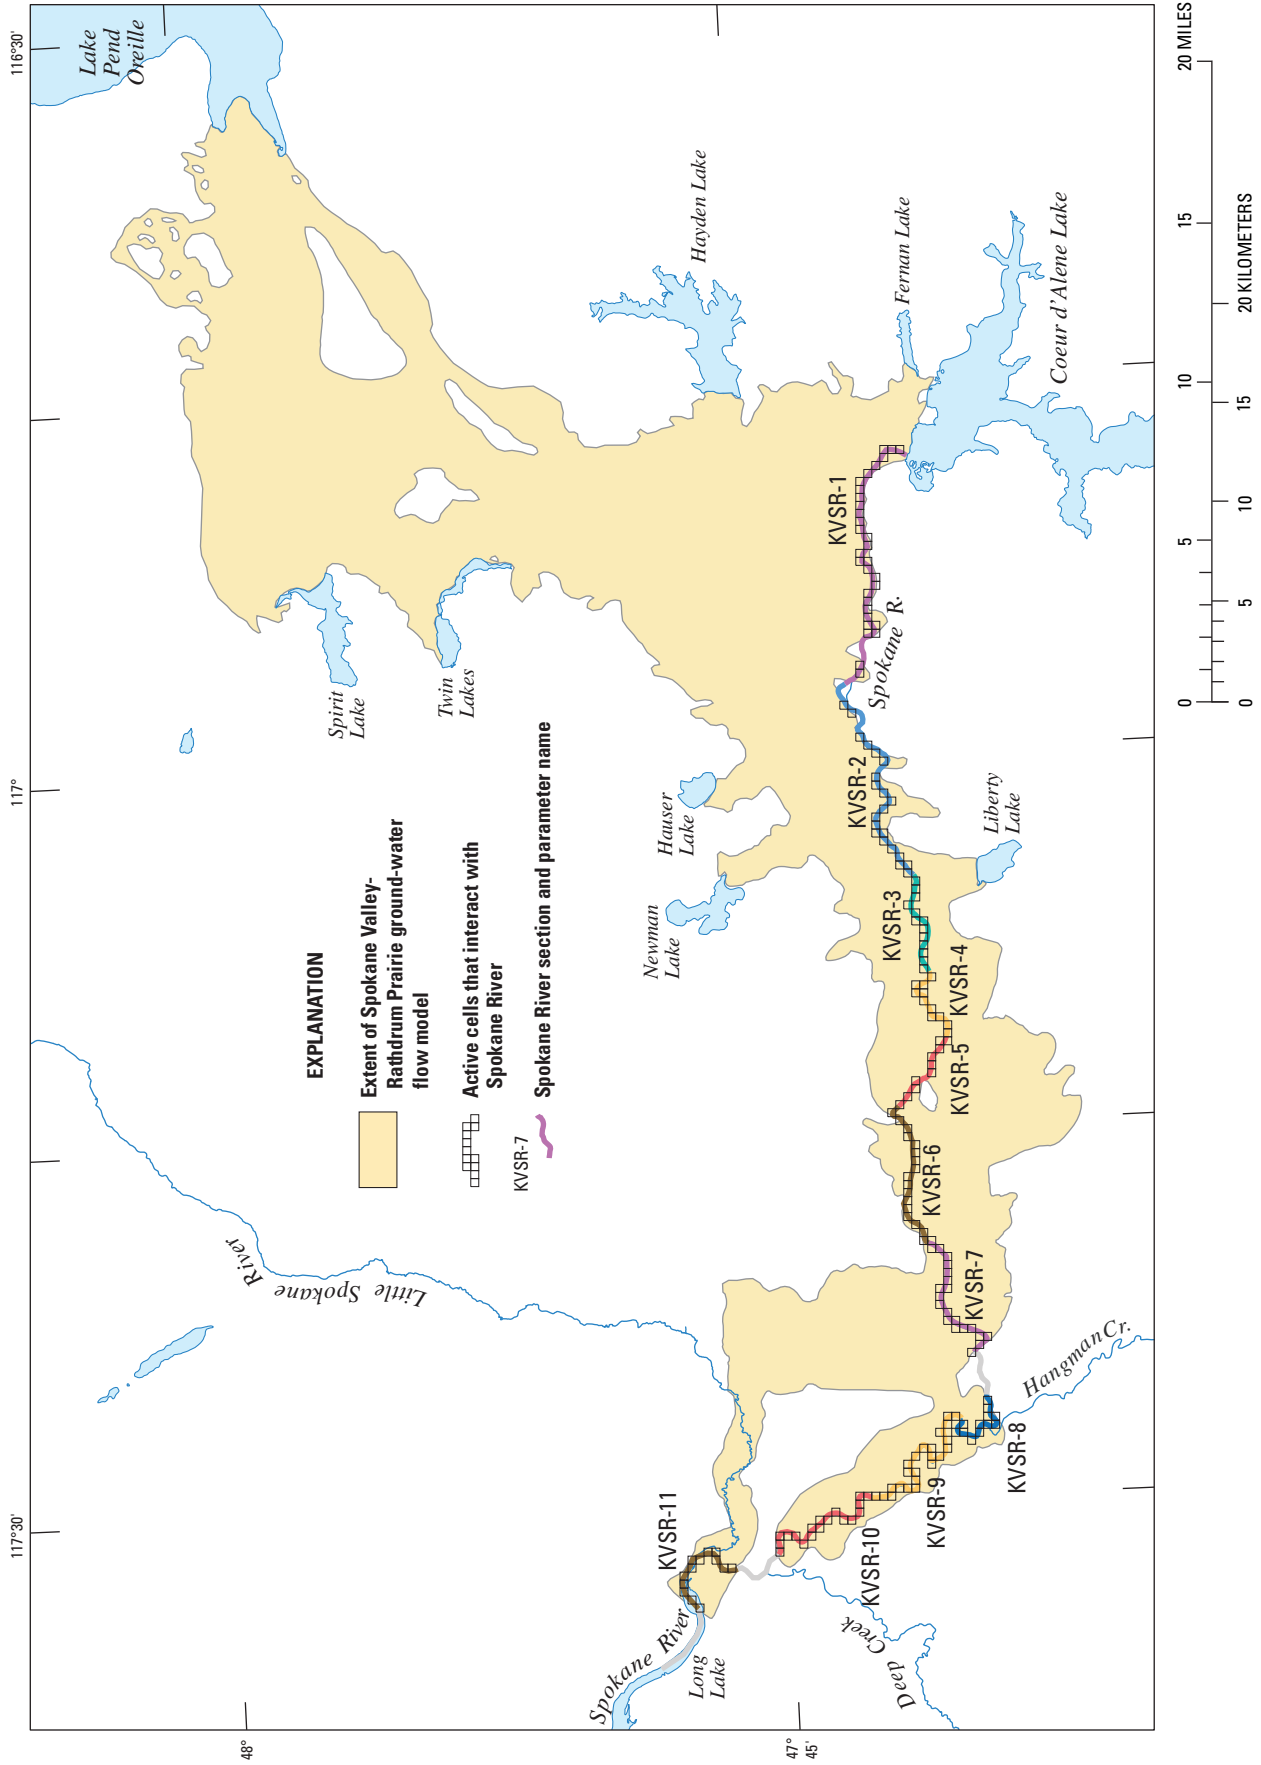 117°30'
117°
116°30'
48°
47°
45'
Lake
Pend
Oreille
Spirit
Lake
Twin
Lakes
Hayden Lake
Fernan Lake
Coeur d'Alene Lake
Hauser
Lake
Newman
Lake
Liberty
Lake
Little Spokane
River
Spokane River
Long
Lake
Deep Creek
Hangman Cr.
Spokane R.
KVSR-1
KVSR-2
KVSR-3
KVSR-4
KVSR-5
KVSR-6
KVSR-7
KVSR-8
KVSR-9
KVSR-10
KVSR-11
EXPLANATION
Extent of Spokane Valley-
Rathdrum Prairie ground-water
flow model
Active cells that interact with
Spokane River
KVSR-7
Spokane River section and parameter name
0 5 10 15 20 MILES
0 5 10 15 20 KILOMETERS